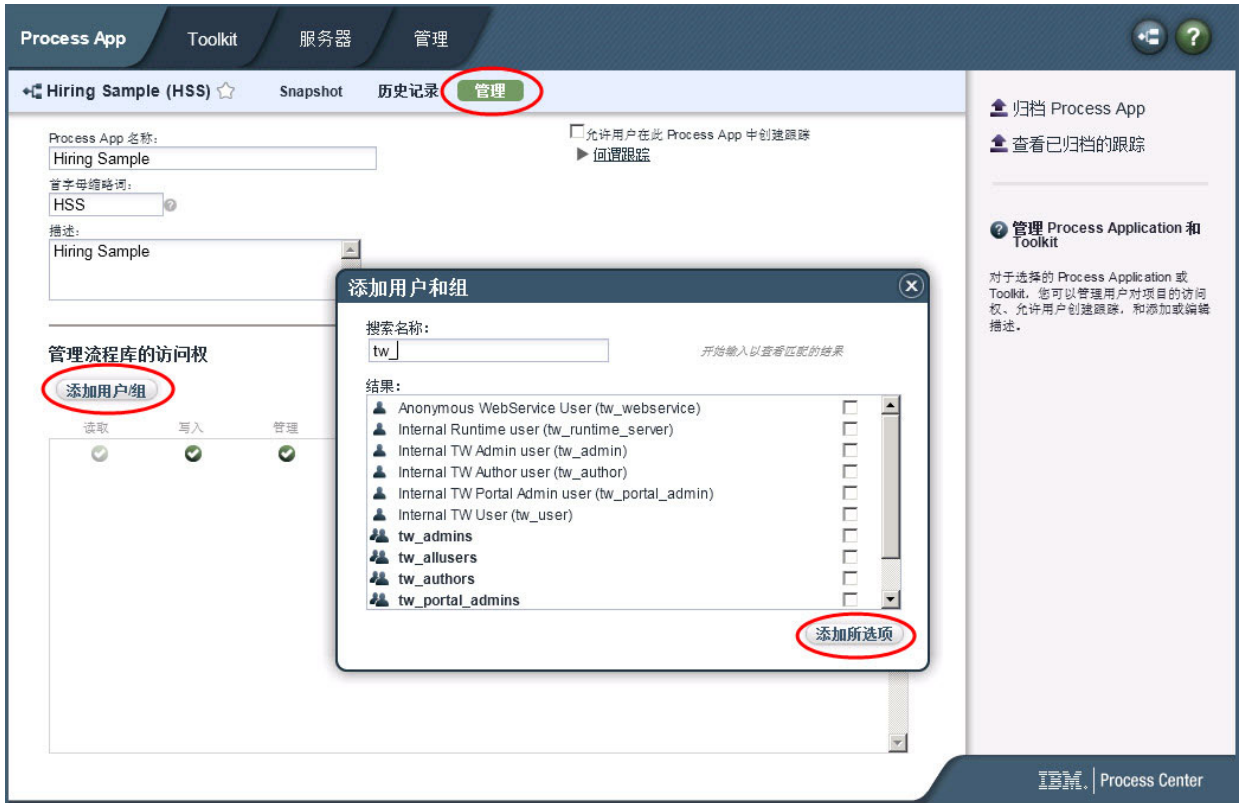 Process App
Toolkit
服务器
管理
Hiring Sample (HSS)
Snapshot
历史记录
管理
Process App 名称:
Hiring Sample
首字母缩略词:
HSS
描述:
Hiring Sample
允许用户在此 Process App 中创建跟踪
何谓跟踪
管理流程库的访问权
添加用户/组
读取
写入
管理
添加用户和组
搜索名称:
tw_
开始输入以查看匹配的结果
结果:
Anonymous WebService User (tw_webservice)
Internal Runtime user (tw_runtime_server)
Internal TW Admin user (tw_admin)
Internal TW Author user (tw_author)
Internal TW Portal Admin user (tw_portal_admin)
Internal TW User (tw_user)
tw_admins
tw_allusers
tw_authors
tw_portal_admins
添加所选项
归档 Process App
查看已归档的跟踪
管理 Process Application 和
Toolkit
对于选择的 Process Application 或
Toolkit，您可以管理用户对项目的访问
权、允许用户创建跟踪，和添加或编辑
描述。
IBM. Process Center